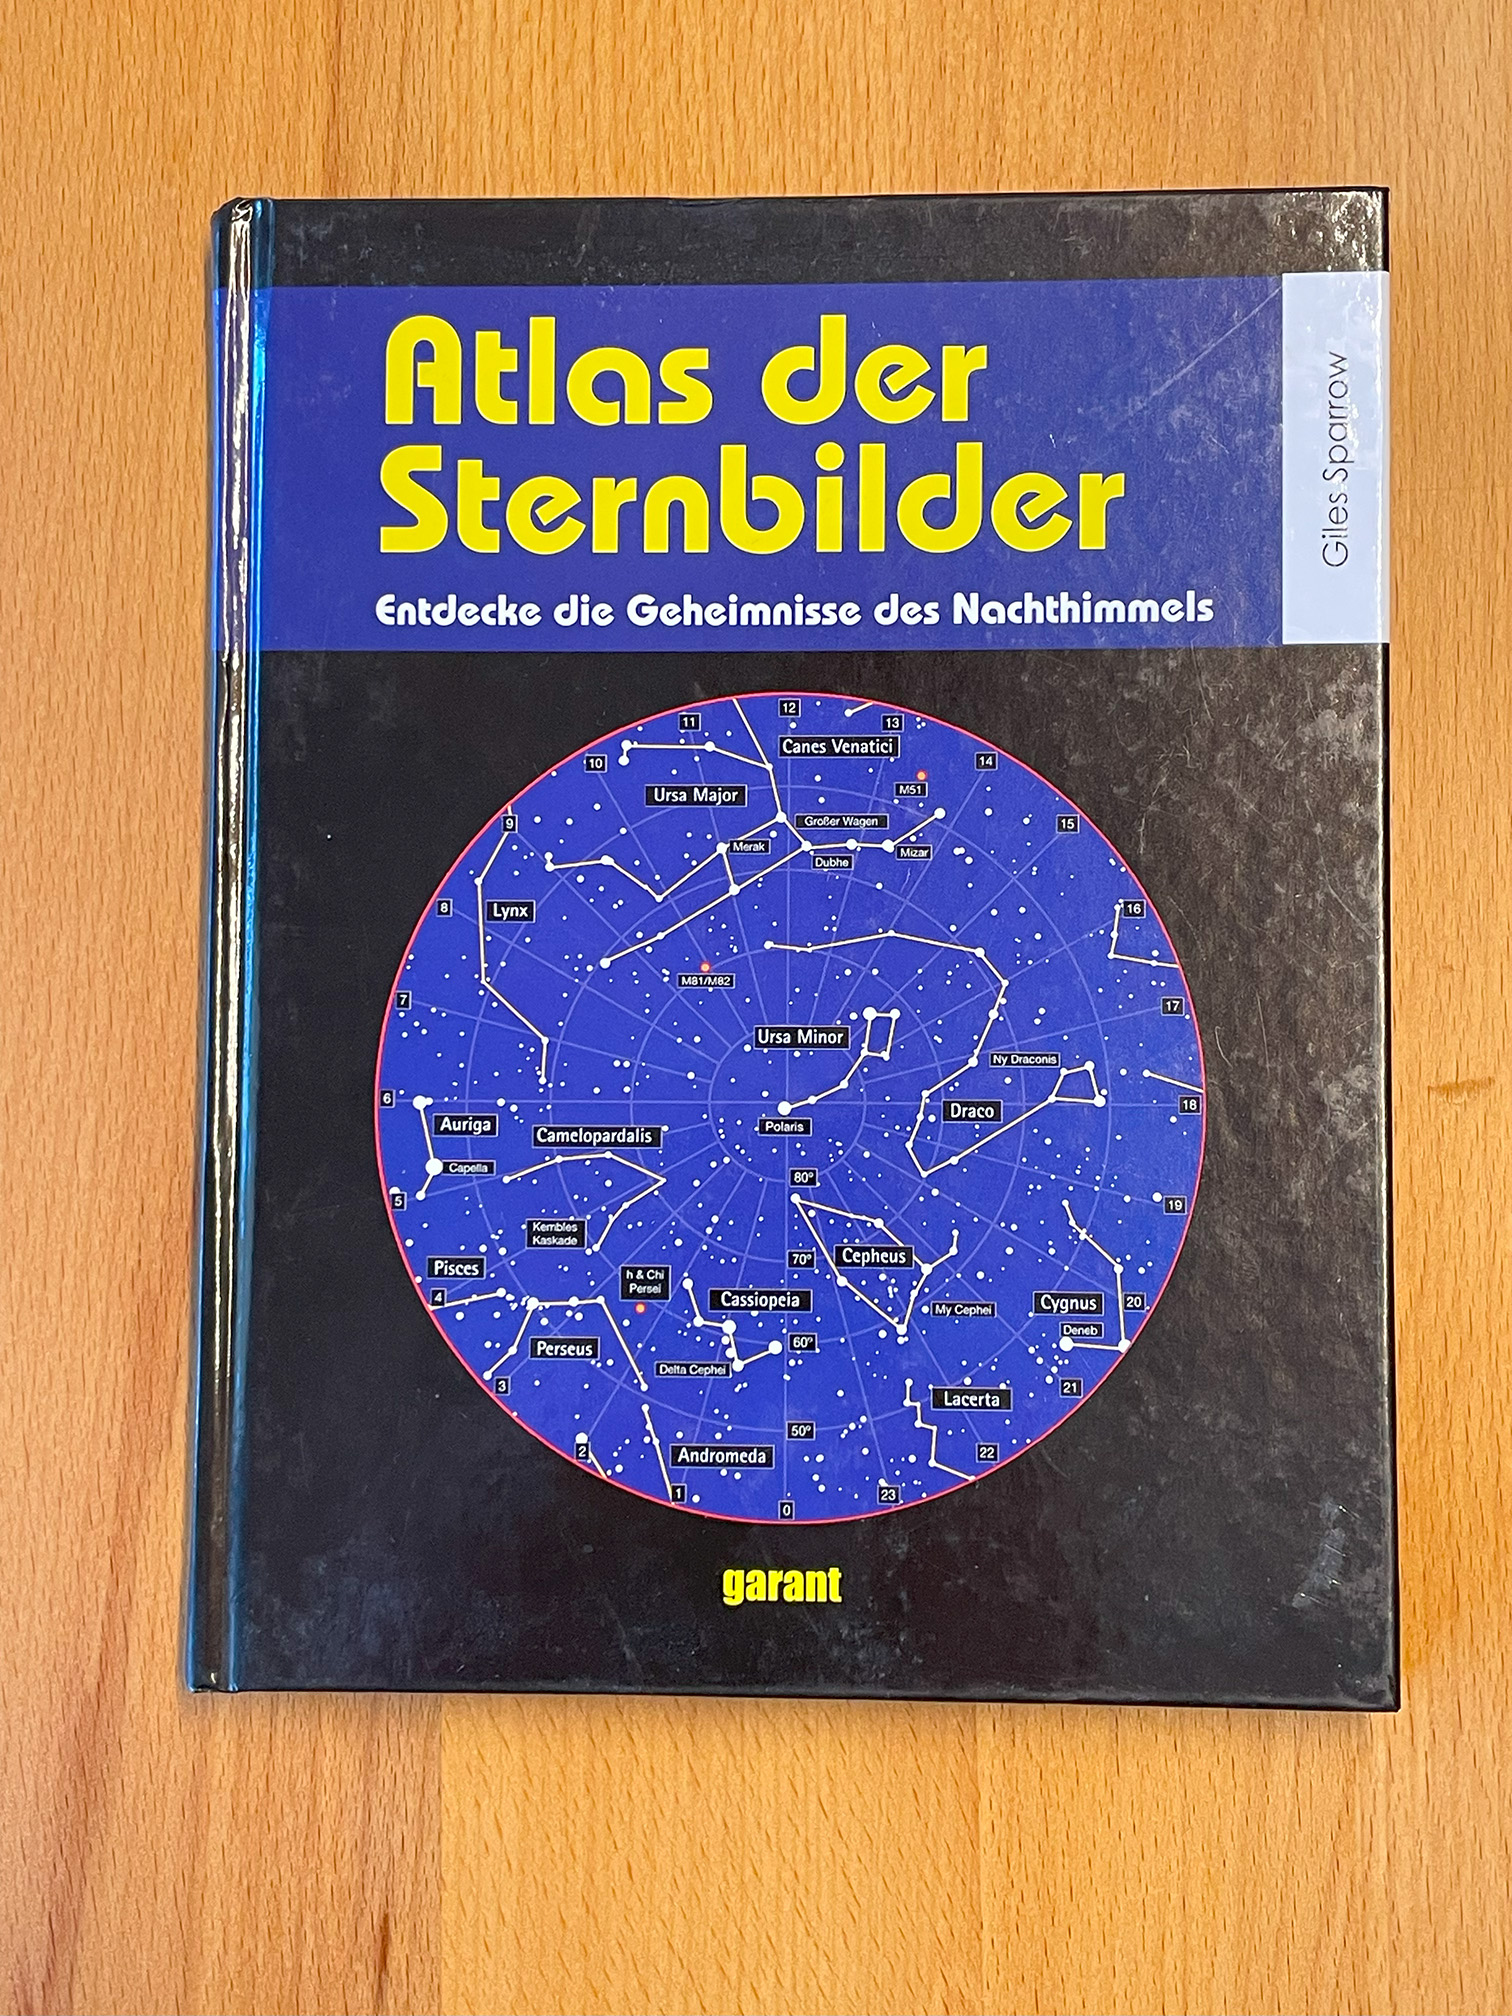 Atlas der
Sternbilder
Entdecke die Geheimnisse des Nachthimmels
Giles Sparrow
12
11
13
Canes Venatici
10
14
M51
Ursa Major
9
Großer Wagen
15
Merak
Dubhe
Mizar
8
Lynx
16
M81/M82
7
17
Ursa Minor
Ny Draconis
6
18
Draco
Auriga
Polaris
Camelopardalis
Capella
80°
5
19
Kembles
Kaskade
Cepheus
70°
Pisces
h & Chi
Persei
4
Cassiopeia
My Cephei
Cygnus
20
Deneb
Perseus
60°
Delta Cephei
3
21
Lacerta
50°
2
Andromeda
22
1
23
0
garant